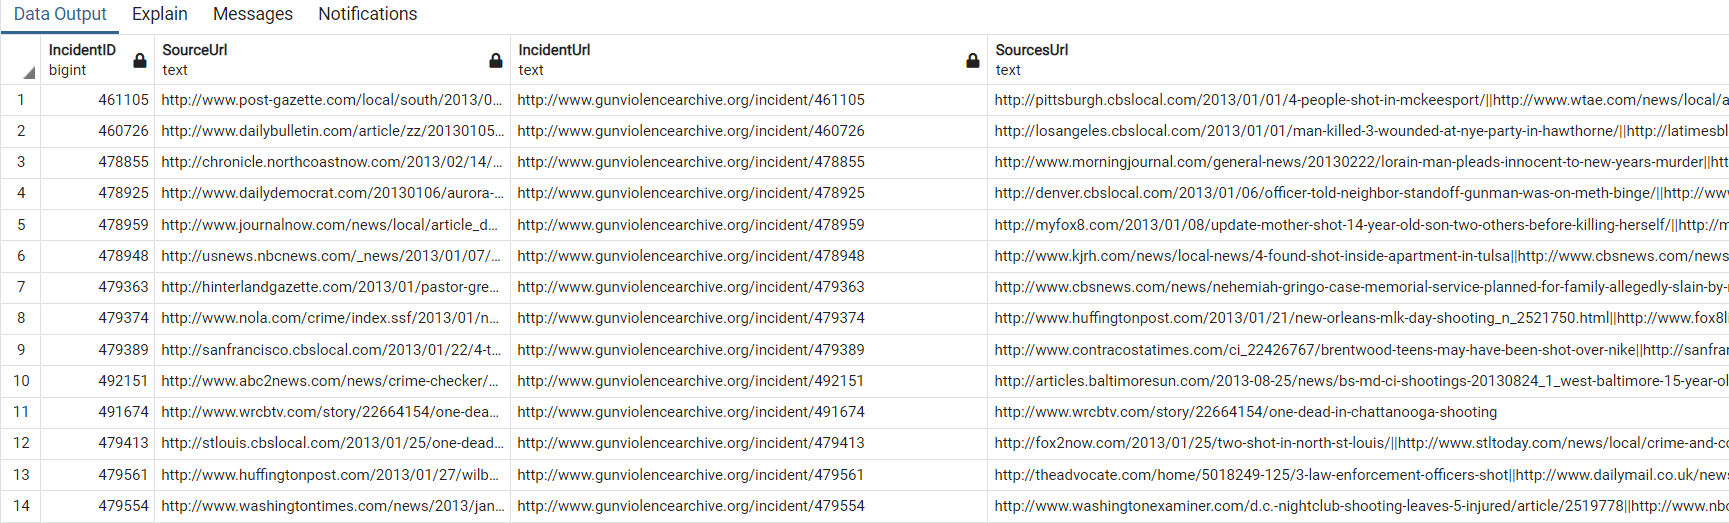 Data Output Explain Messages Notifications
IncidentID SourceUrl IncidentUrl SourcesUrl
bigint text text text
1 461105 http://www.post-gazette.com/local/south/2013/0... http://www.gunviolencearchive.org/incident/461105 http://pittsburgh.cbslocal.com/2013/01/01/4-people-shot-in-mckeesport/||http://www.wtae.com/news/local/a
2 460726 http://www.dailybulletin.com/article/zz/20130105... http://www.gunviolencearchive.org/incident/460726 http://losangeles.cbslocal.com/2013/01/01/man-killed-3-wounded-at-nye-party-in-hawthorne/||http://latimesbl
3 478855 http://chronicle.northcoastnow.com/2013/02/14/... http://www.gunviolencearchive.org/incident/478855 http://www.morningjournal.com/general-news/20130222/lorain-man-pleads-innocent-to-new-years-murder||htt
4 478925 http://www.dailydemocrat.com/20130106/aurora-... http://www.gunviolencearchive.org/incident/478925 http://denver.cbslocal.com/2013/01/06/officer-told-neighbor-standoff-gunman-was-on-meth-binge/||http://ww
5 478959 http://www.journalnow.com/news/local/article_d... http://www.gunviolencearchive.org/incident/478959 http://myfox8.com/2013/01/08/update-mother-shot-14-year-old-son-two-others-before-killing-herself/||http://m
6 478948 http://usnews.nbcnews.com/_news/2013/01/07/... http://www.gunviolencearchive.org/incident/478948 http://www.kjrh.com/news/local-news/4-found-shot-inside-apartment-in-tulsa||http://www.cbsnews.com/news
7 479363 http://hinterlandgazette.com/2013/01/pastor-gre... http://www.gunviolencearchive.org/incident/479363 http://www.cbsnews.com/news/nehemiah-gringo-case-memorial-service-planned-for-family-allegedly-slain-by-
8 479374 http://www.nola.com/crime/index.ssf/2013/01/n... http://www.gunviolencearchive.org/incident/479374 http://www.huffingtonpost.com/2013/01/21/new-orleans-mlk-day-shooting_n_2521750.html||http://www.fox8l
9 479389 http://sanfrancisco.cbslocal.com/2013/01/22/4-t... http://www.gunviolencearchive.org/incident/479389 http://www.contracostatimes.com/ci_22426767/brentwood-teens-may-have-been-shot-over-nike||http://sanfra
10 492151 http://www.abc2news.com/news/crime-checker/... http://www.gunviolencearchive.org/incident/492151 http://articles.baltimoresun.com/2013-08-25/news/bs-md-ci-shootings-20130824_1_west-baltimore-15-year-ol
11 491674 http://www.wrcbtv.com/story/22664154/one-dea... http://www.gunviolencearchive.org/incident/491674 http://www.wrcbtv.com/story/22664154/one-dead-in-chattanooga-shooting
12 479413 http://stlouis.cbslocal.com/2013/01/25/one-dead... http://www.gunviolencearchive.org/incident/479413 http://fox2now.com/2013/01/25/two-shot-in-north-st-louis/||http://www.stltoday.com/news/local/crime-and-c
13 479561 http://www.huffingtonpost.com/2013/01/27/wilb... http://www.gunviolencearchive.org/incident/479561 http://theadvocate.com/home/5018249-125/3-law-enforcement-officers-shot||http://www.dailymail.co.uk/new
14 479554 http://www.washingtontimes.com/news/2013/jan... http://www.gunviolencearchive.org/incident/479554 http://www.washingtonexaminer.com/d.c.-nightclub-shooting-leaves-5-injured/article/2519778||http://www.nb